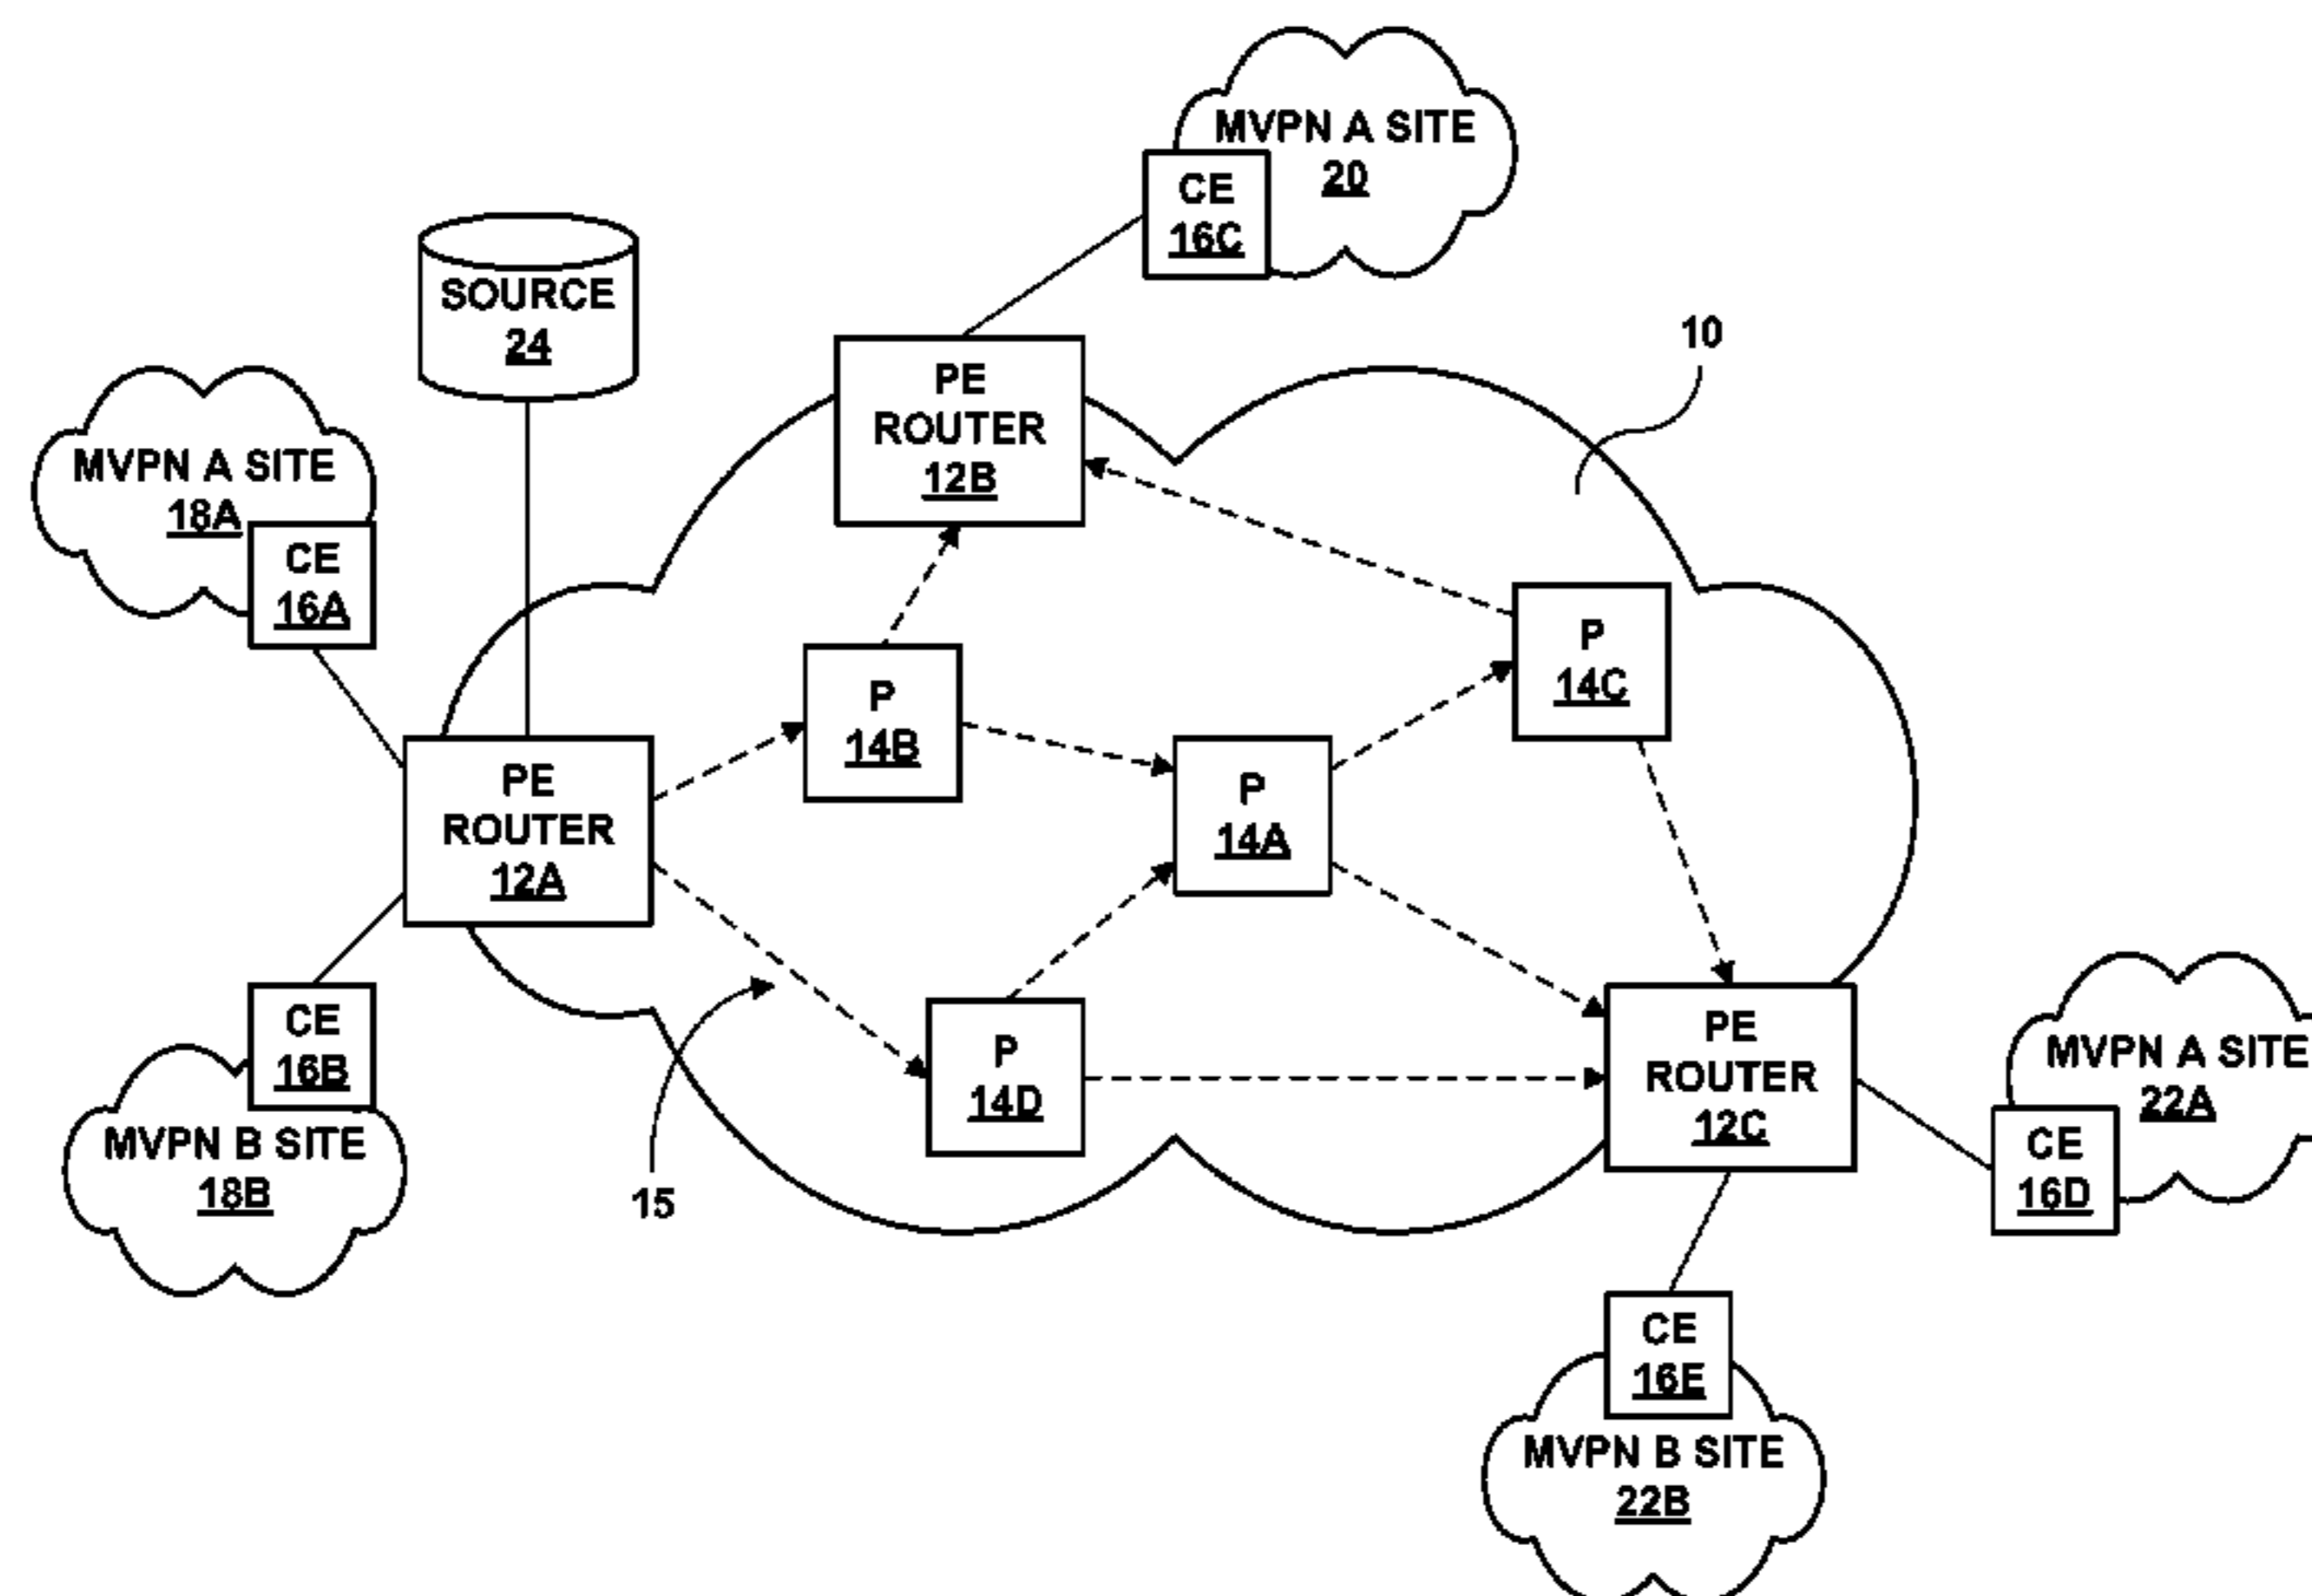 MVPN A SITE
20
CE
16C
SOURCE
24
10
PE
ROUTER
12B
MVPN A SITE
18A
CE
16A
P
14C
P
14B
PE
ROUTER
12A
P
14A
CE
16B
MVPN B SITE
18B
15
P
14D
PE
ROUTER
12C
MVPN A SITE
22A
CE
16D
CE
16E
MVPN B SITE
22B